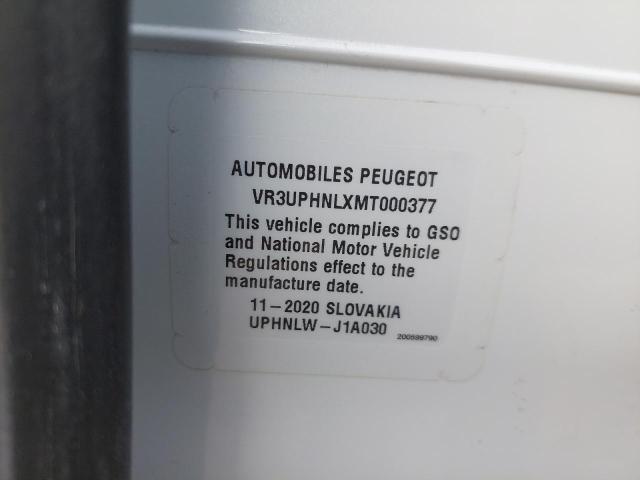 AUTOMOBILES PEUGEOT
VR3UPHNLXMT000377
This vehicle complies to GSO
and National Motor Vehicle
Regulations effect to the
manufacture date.
11-2020 SLOVAKIA
UPHNLW-J1A030
200599790